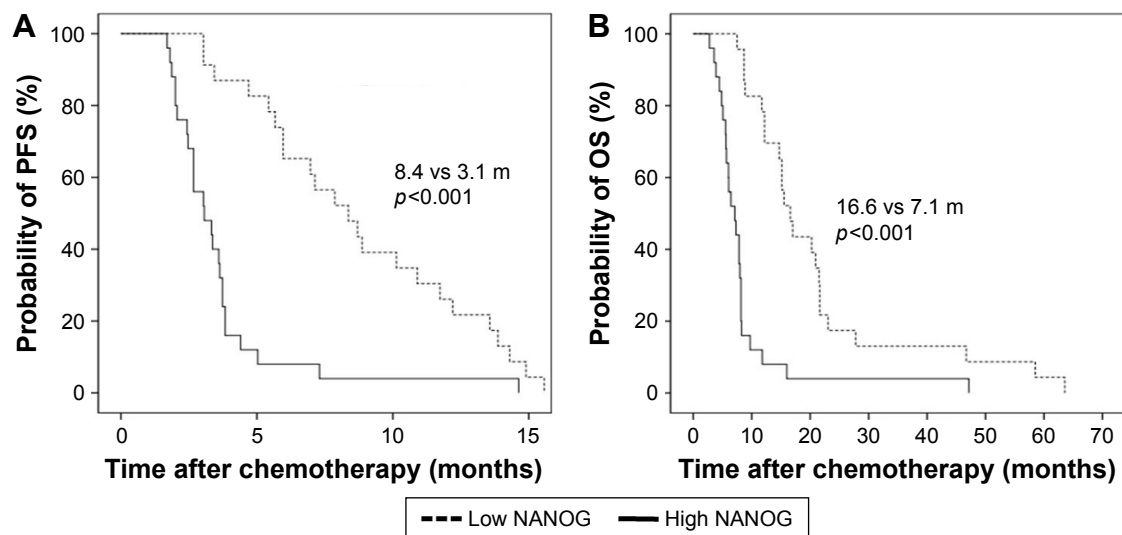 A
Probability of PFS (%)
100
80
60
40
20
0
8.4 vs 3.1 m
p<0.001
0 5 10 15
Time after chemotherapy (months)
B
Probability of OS (%)
100
80
60
40
20
0
16.6 vs 7.1 m
p<0.001
0 10 20 30 40 50 60 70
Time after chemotherapy (months)
Low NANOG High NANOG